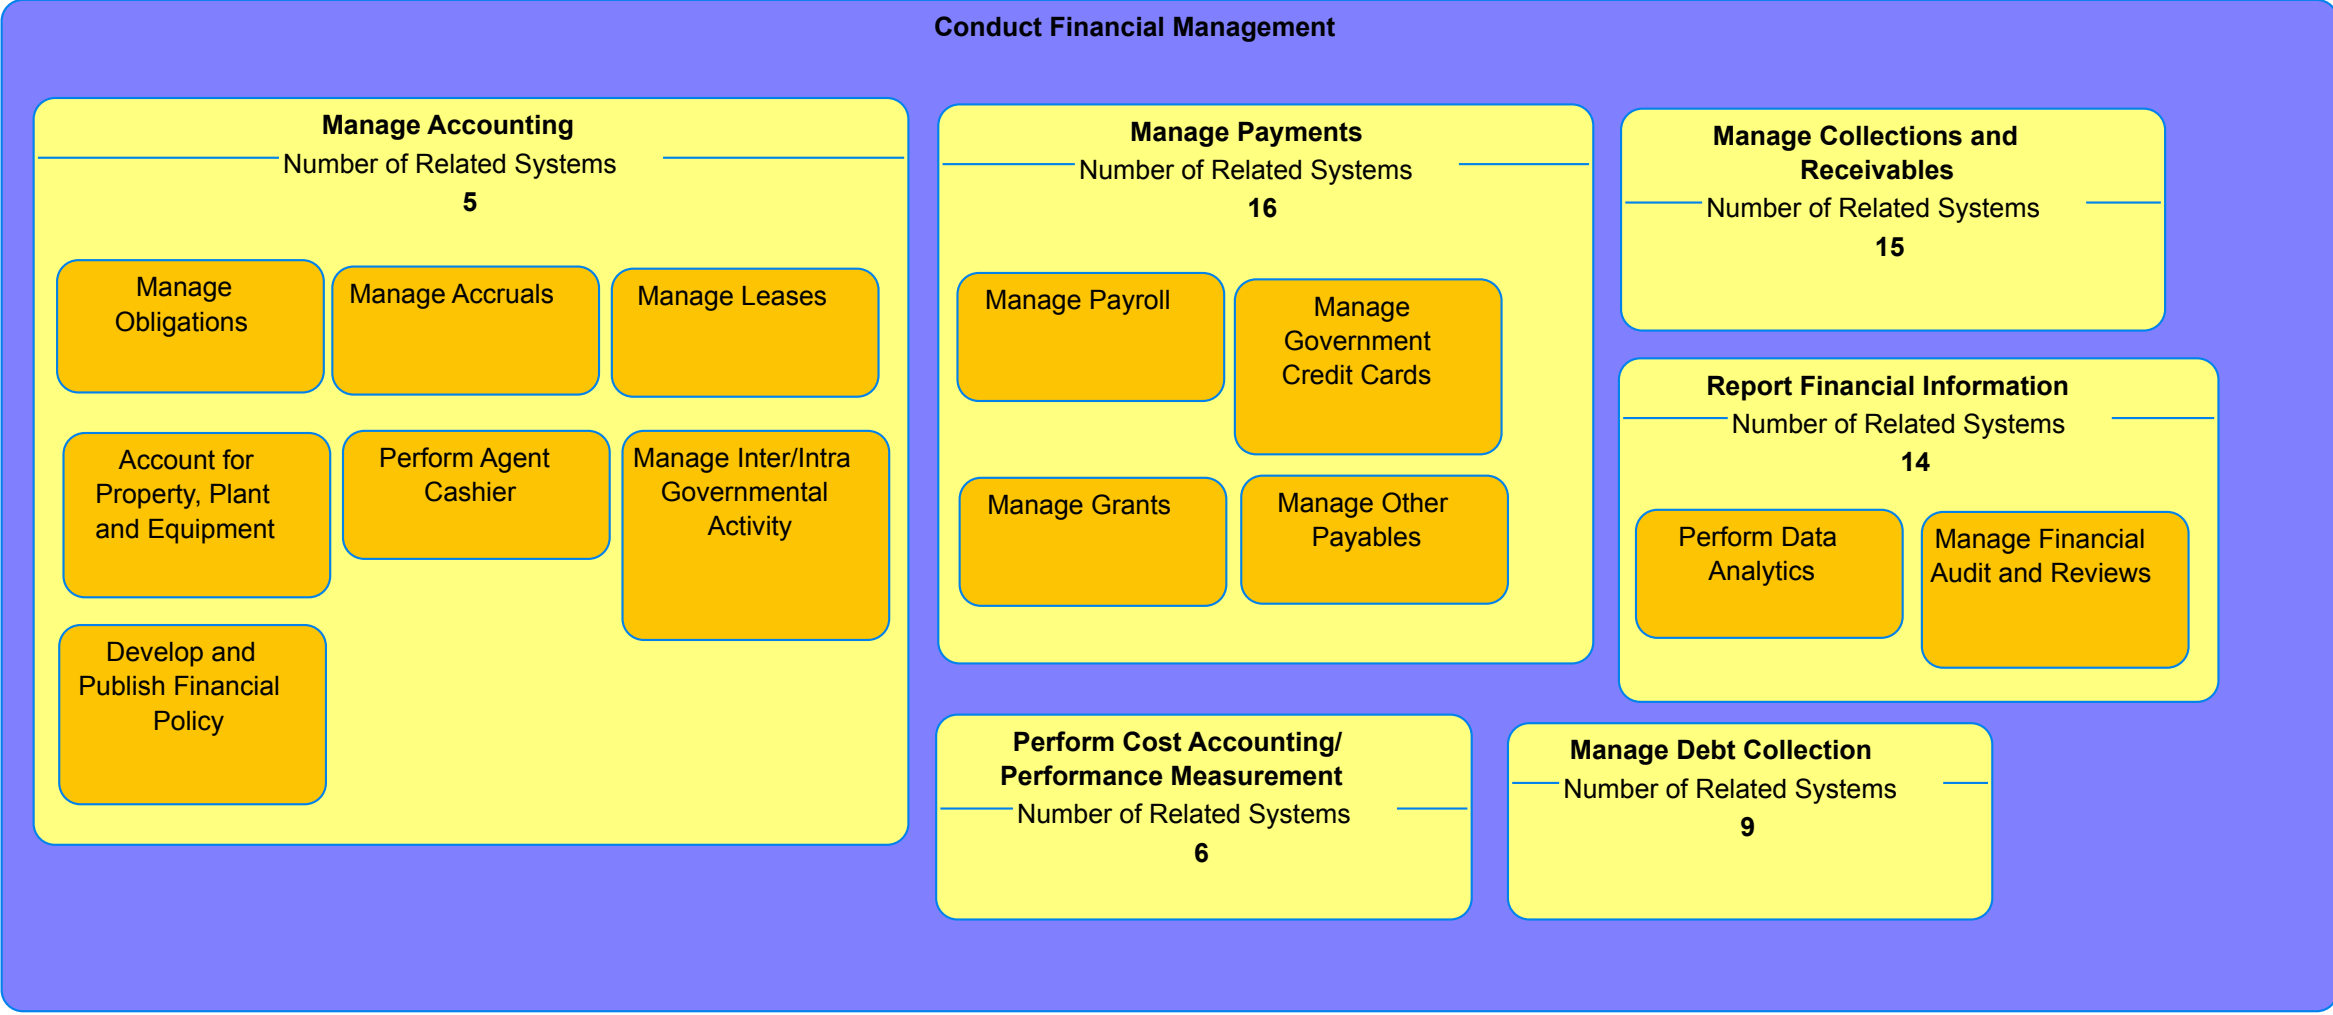 Conduct Financial Management
Manage Accounting
Number of Related Systems
5
Manage
Obligations
Manage Accruals
Manage Leases
Account for
Property, Plant
and Equipment
Perform Agent
Cashier
Manage Inter/Intra
Governmental
Activity
Develop and
Publish Financial
Policy
Manage Payments
Number of Related Systems
16
Manage Payroll
Manage
Government
Credit Cards
Manage Grants
Manage Other
Payables
Manage Collections and
Receivables
Number of Related Systems
15
Report Financial Information
Number of Related Systems
14
Perform Data
Analytics
Manage Financial
Audit and Reviews
Perform Cost Accounting/
Performance Measurement
Number of Related Systems
6
Manage Debt Collection
Number of Related Systems
9